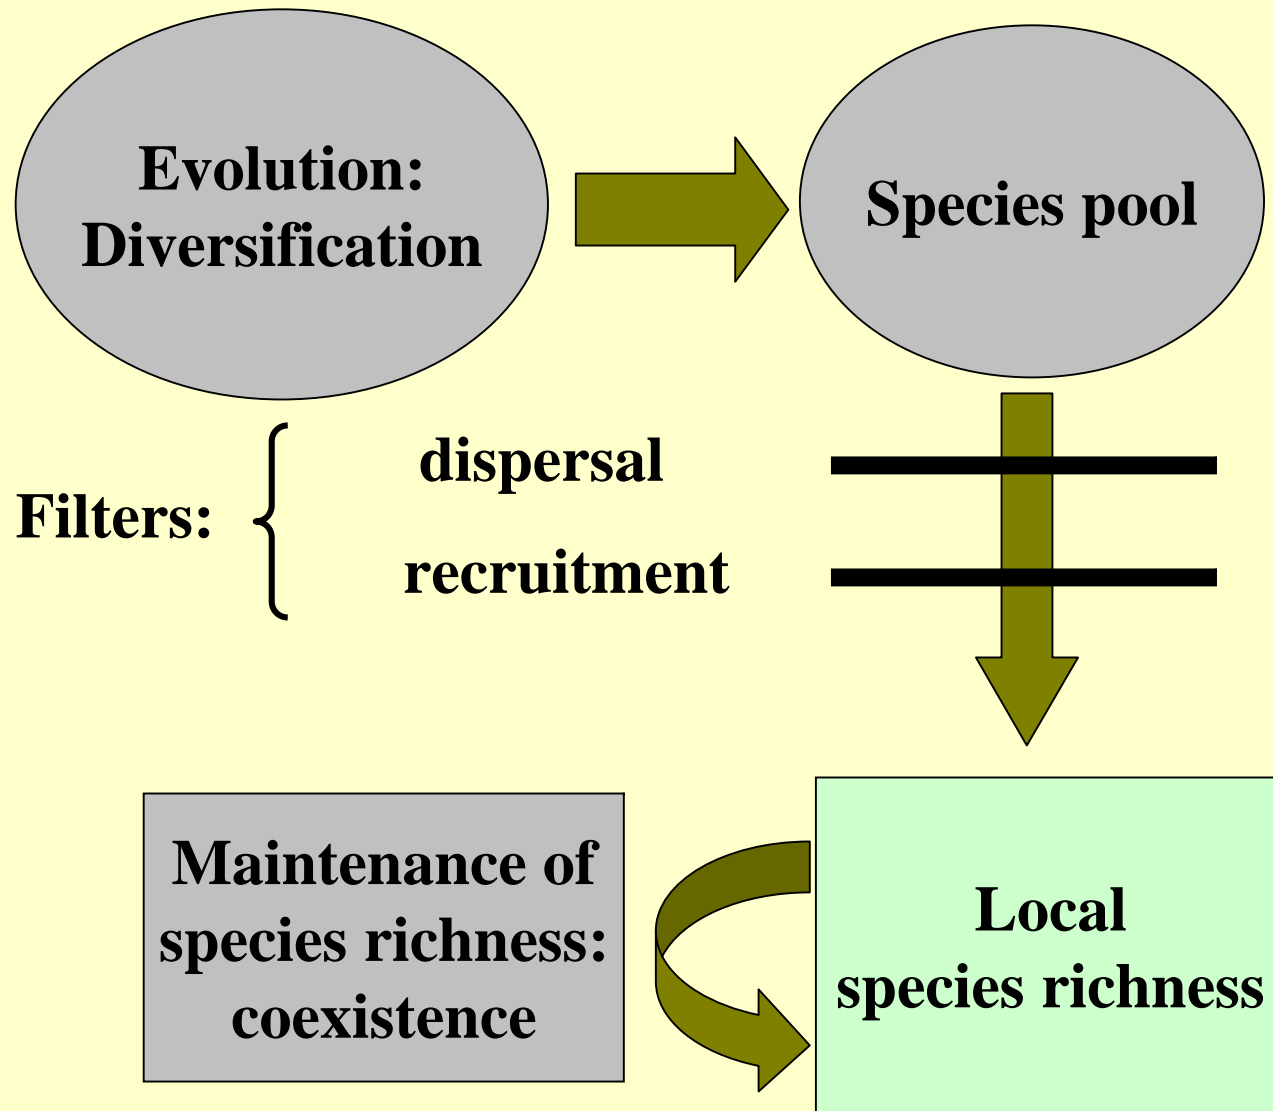 Evolution:
Diversification
Species pool
Filters:
dispersal
recruitment
Maintenance of
species richness:
coexistence
Local
species richness